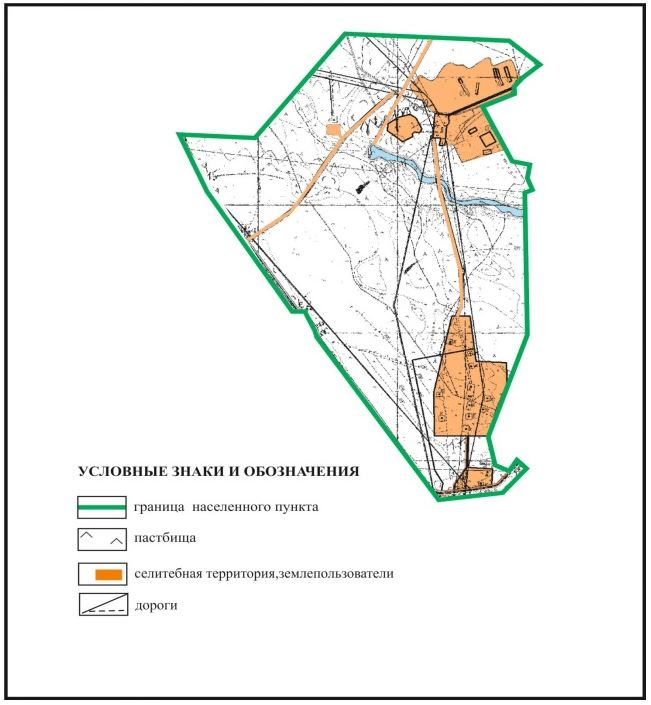 УСЛОВНЫЕ ЗНАКИ И ОБОЗНАЧЕНИЯ
граница населенного пункта
пастбища
селитебная территория,землепользователи
дороги